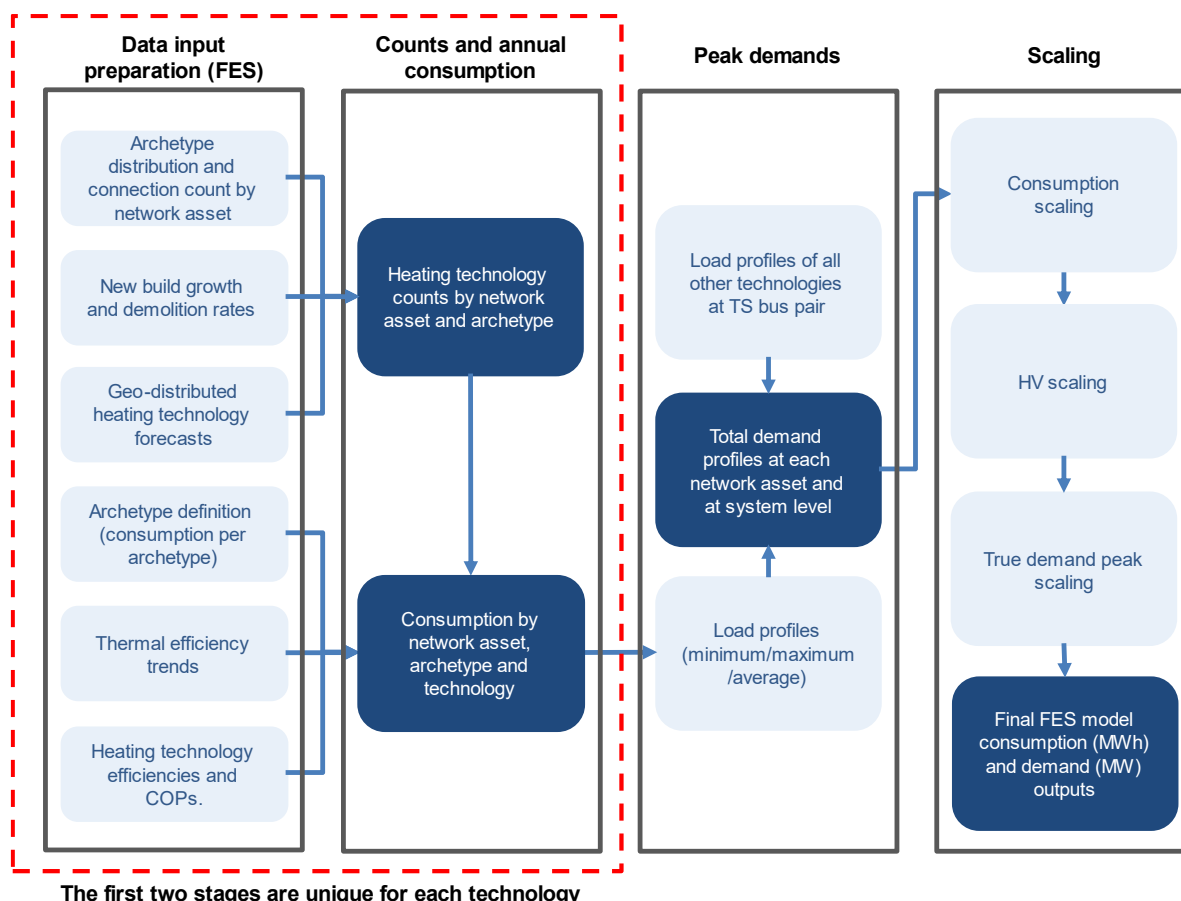 Data input
preparation (FES)
Archetype
distribution and
connection count by
network asset
New build growth
and demolition rates
Geo-distributed
heating technology
forecasts
Archetype definition
(consumption per
archetype)
Thermal efficiency
trends
Heating technology
efficiencies and
COPs.
Counts and annual
consumption
Heating technology
counts by network
asset and archetype
Consumption by
network asset,
archetype and
technology
Peak demands
Load profiles of all
other technologies
at TS bus pair
Total demand
profiles at each
network asset and
at system level
Load profiles
(minimum/maximum
/average)
Scaling
Consumption
scaling
HV scaling
True demand peak
scaling
Final FES model
consumption (MWh)
and demand (MW)
outputs
The first two stages are unique for each technology